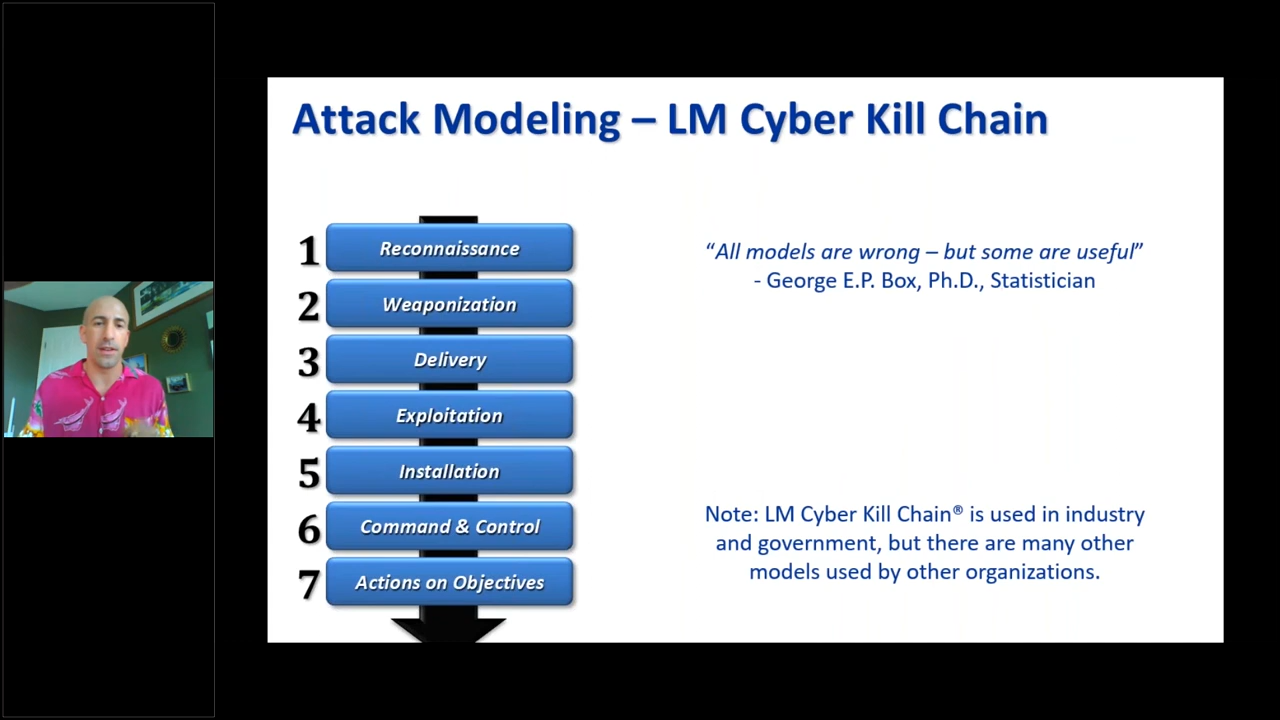 Attack Modeling – LM Cyber Kill Chain
1 Reconnaissance
2 Weaponization
3 Delivery
4 Exploitation
5 Installation
6 Command & Control
7 Actions on Objectives
“All models are wrong – but some are useful”
- George E.P. Box, Ph.D., Statistician
Note: LM Cyber Kill Chain® is used in industry
and government, but there are many other
models used by other organizations.